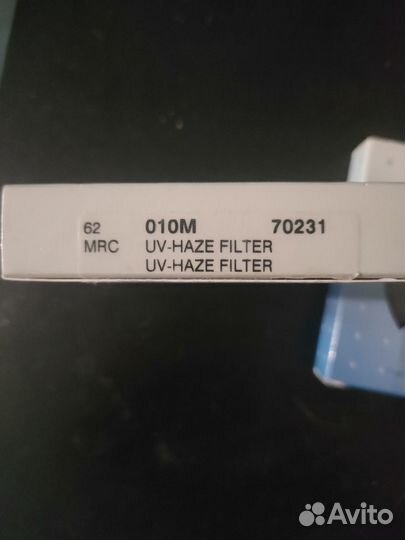 62 010M 70231
MRC UV-HAZE FILTER
UV-HAZE FILTER
Avito